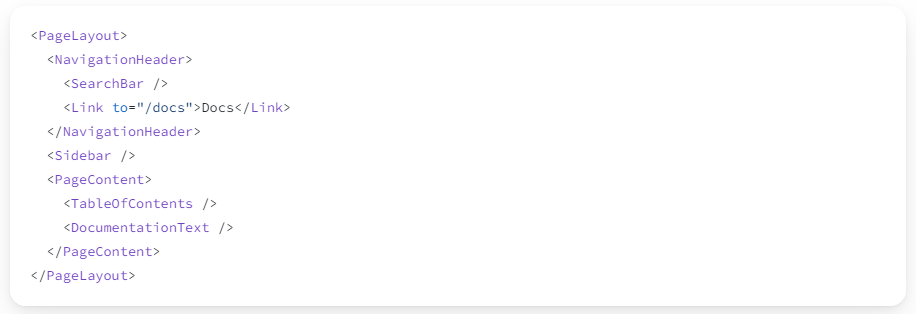 <PageLayout>
  <NavigationHeader>
    <SearchBar />
    <Link to="/docs">Docs</Link>
  </NavigationHeader>
  <Sidebar />
  <PageContent>
    <TableOfContents />
    <DocumentationText />
  </PageContent>
</PageLayout>